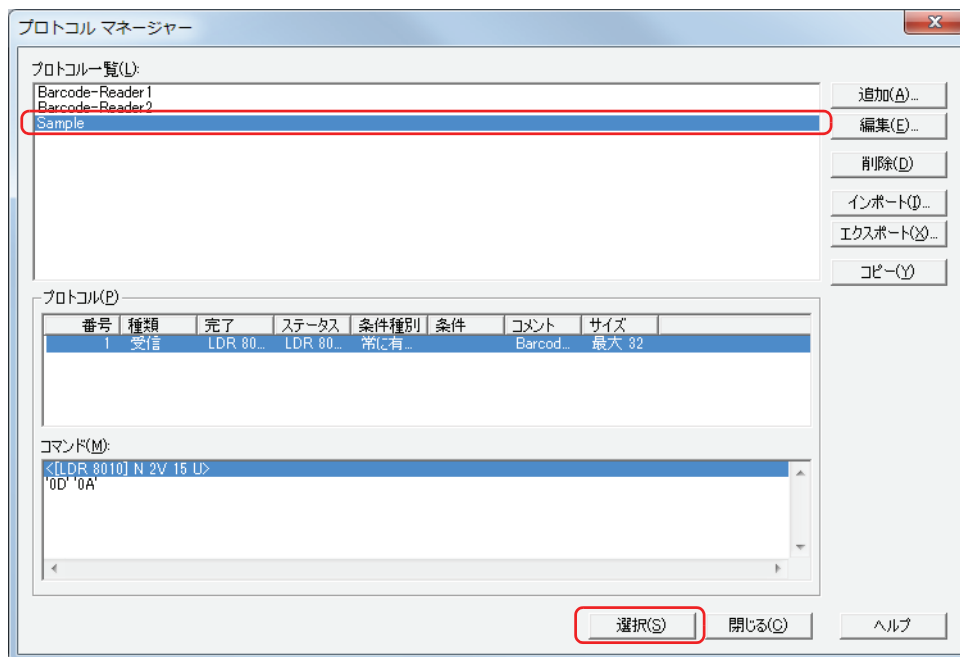 プロトコル マネージャー
プロトコル一覧(L):
Barcode-Reader1
Barcode-Reader2
Sample
追加(A)...
編集(E)...
削除(D)
インポート(I)...
エクスポート(X)...
コピー(Y)
プロトコル(P)
番号 種類 完了 ステータス 条件種別 条件 コメント サイズ
1 受信 LDR 80... LDR 80... 常に有... Barcod... 最大 32
コマンド(M):
<[LDR 8010] N 2V 15 U>
'0D' '0A'
選択(S) 閉じる(C) ヘルプ